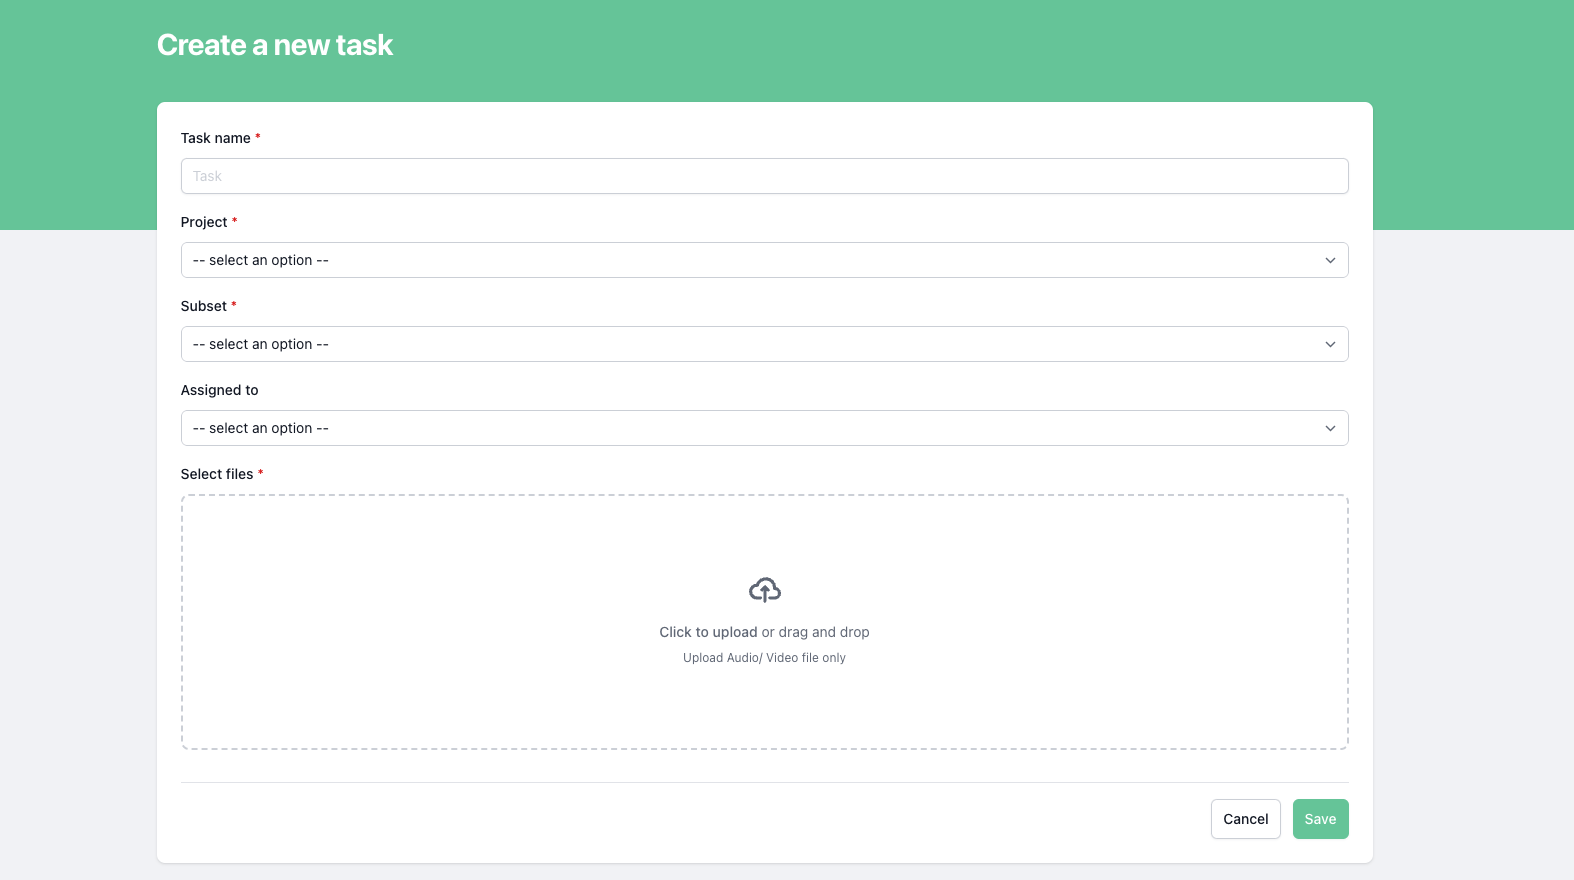 Create a new task
Task name *
Task
Project *
-- select an option --
Subset *
-- select an option --
Assigned to
-- select an option --
Select files *
Click to upload or drag and drop
Upload Audio/ Video file only
Cancel Save